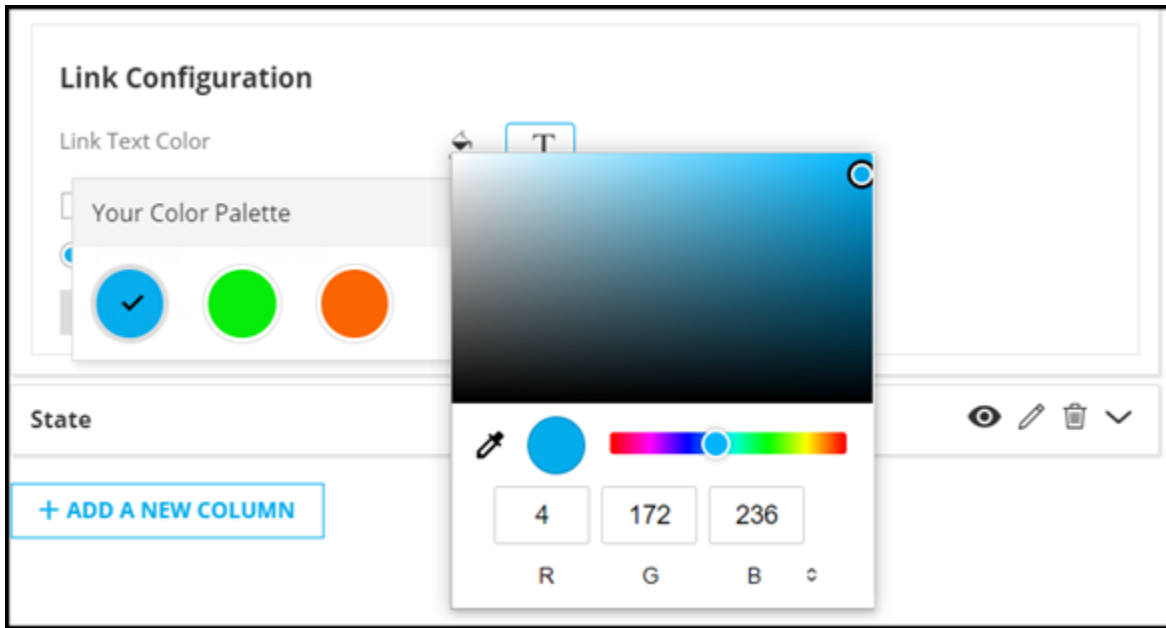 Link Configuration
Link Text Color
T
Your Color Palette
State
+ ADD A NEW COLUMN
4 172 236
R G B